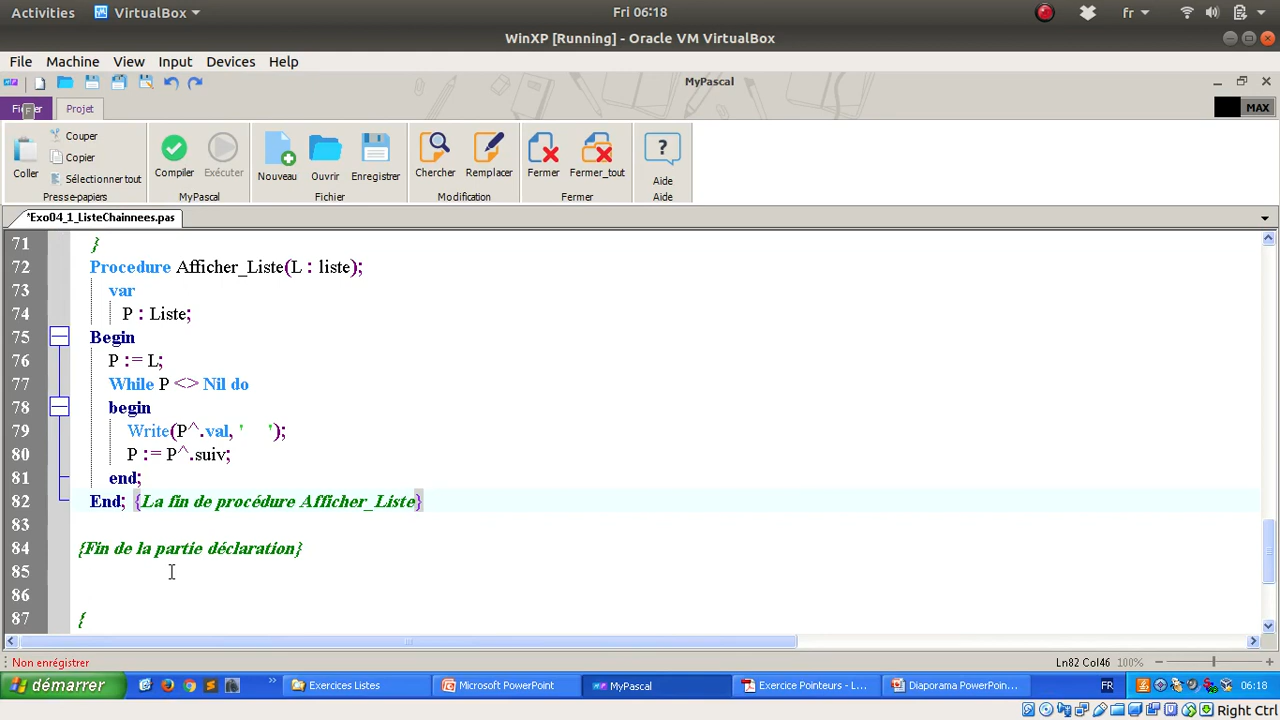 Activities VirtualBox Fri 06:18 fr
WinXP [Running] - Oracle VM VirtualBox
File Machine View Input Devices Help
MyPascal
Projet MAX
Coller Couper Copier Sélectionner tout Compiler Exécuter Nouveau Ouvrir Enregistrer Chercher Remplacer Fermer Fermer_tout Aide
Presse-papiers MyPascal Fichier Modification Fermer Aide
*Exo04_1_ListeChainnees.pas
71 }
72 Procedure Afficher_Liste(L : liste);
73 var
74 P : Liste;
75 Begin
76 P := L;
77 While P <> Nil do
78 begin
79 Write(P^.val, '   ');
80 P := P^.suiv;
81 end;
82 End; {La fin de procédure Afficher_Liste}
83
84 {Fin de la partie déclaration}
85
86
87 {
Non enrégistrer Ln82 Col46 100%
démarrer Exercices Listes Microsoft PowerPoint MyPascal Exercice Pointeurs - L... Diaporama PowerPoin... FR 06:18
Right Ctrl